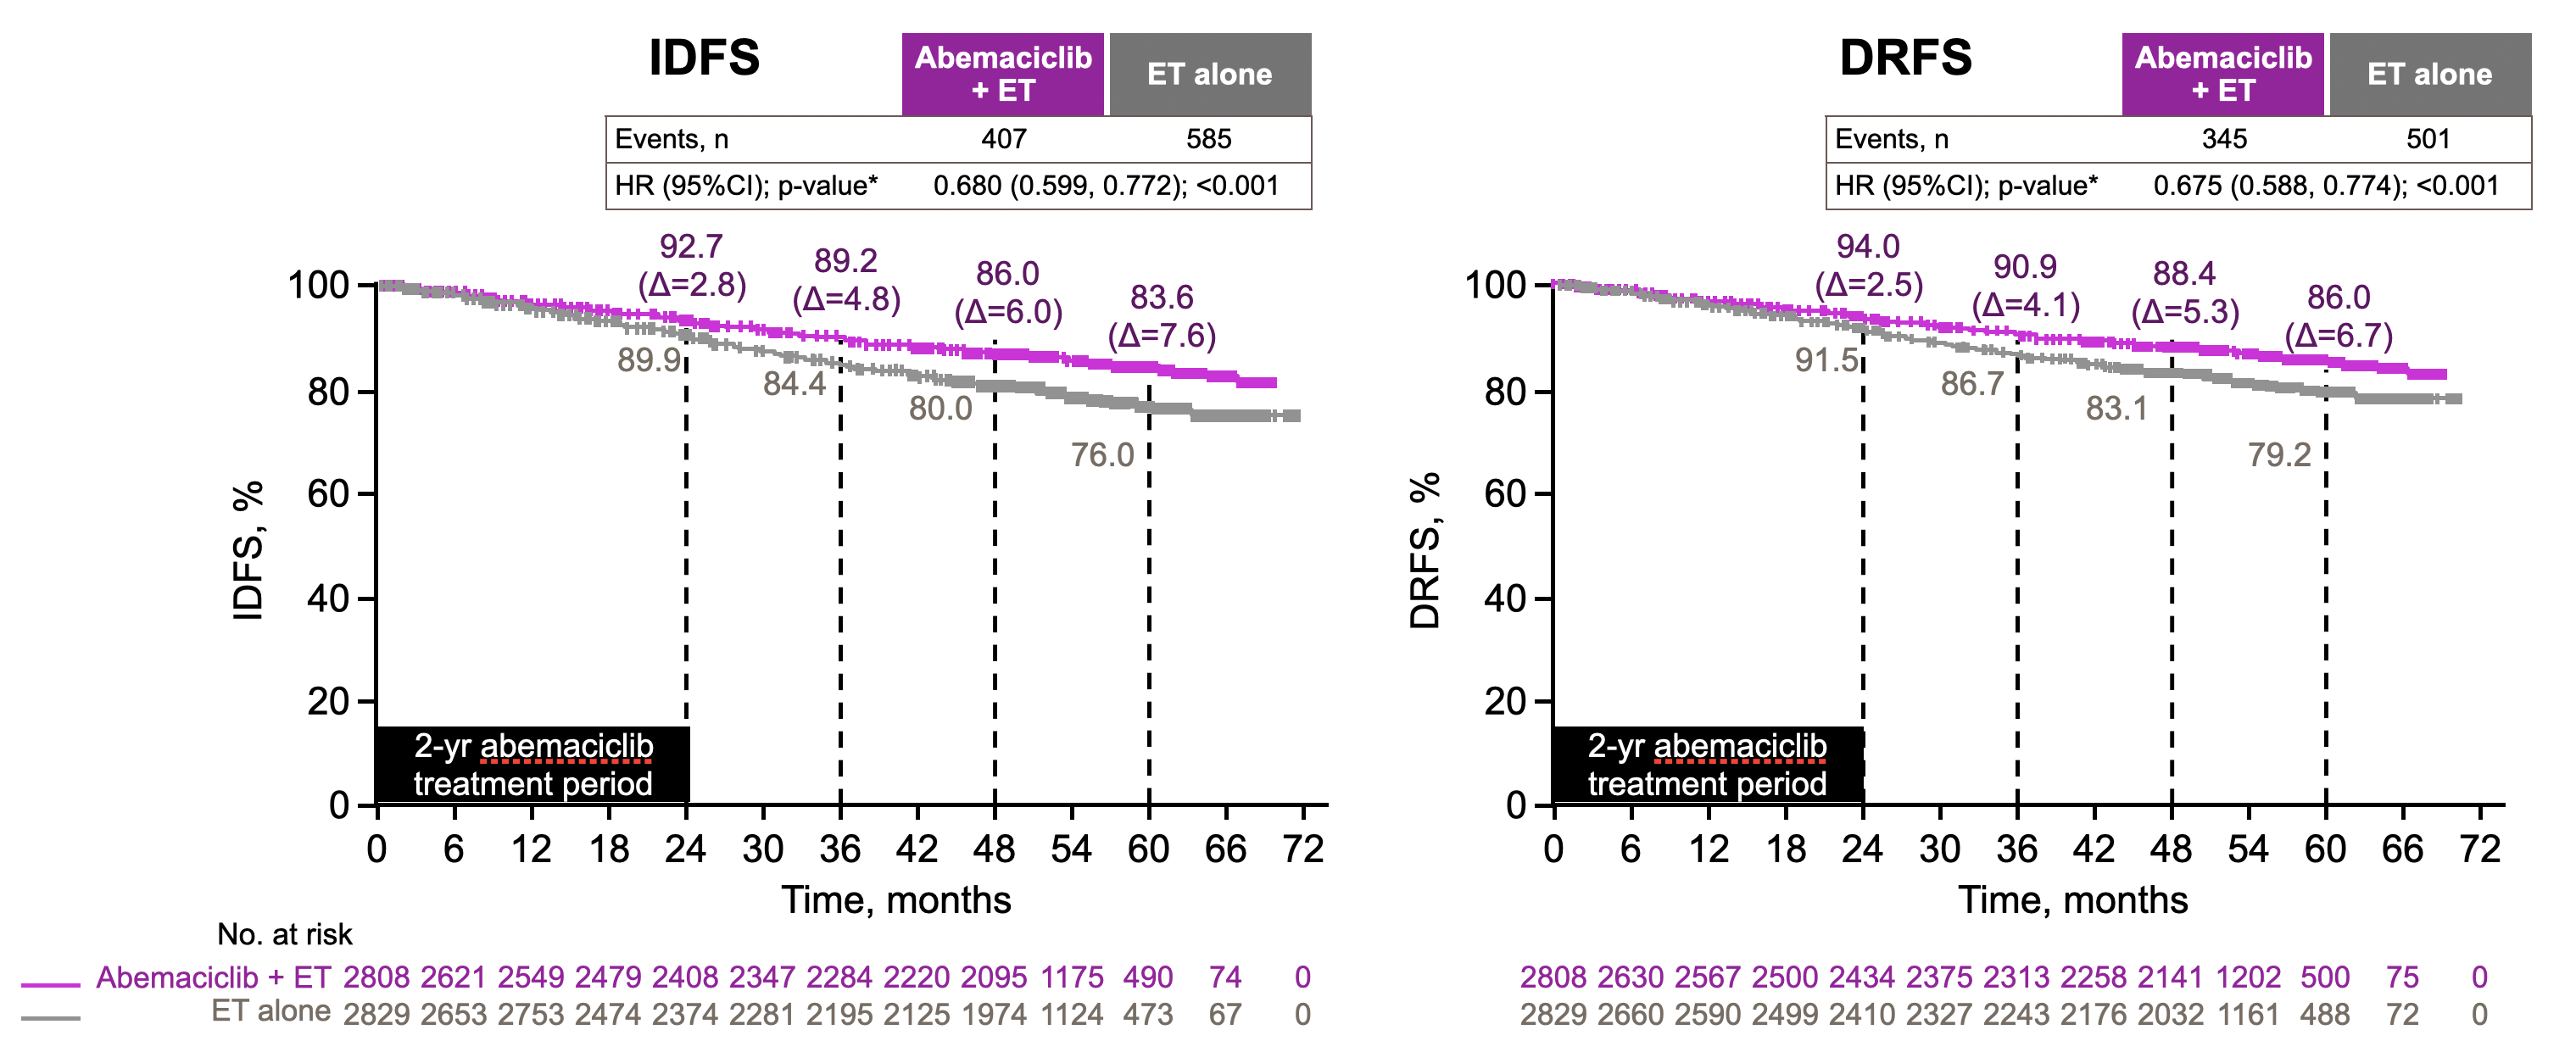 IDFS
Abemaciclib
+ ET
ET alone
Events, n 407 585
HR (95%CI); p-value* 0.680 (0.599, 0.772); <0.001
92.7
(Δ=2.8)
89.2
(Δ=4.8)
86.0
(Δ=6.0)
83.6
(Δ=7.6)
89.9
84.4
80.0
76.0
IDFS, %
100
80
60
40
20
0
2-yr abemaciclib
treatment period
0 6 12 18 24 30 36 42 48 54 60 66 72
Time, months
No. at risk
Abemaciclib + ET 2808 2621 2549 2479 2408 2347 2284 2220 2095 1175 490 74 0
ET alone 2829 2653 2753 2474 2374 2281 2195 2125 1974 1124 473 67 0
DRFS
Abemaciclib
+ ET
ET alone
Events, n 345 501
HR (95%CI); p-value* 0.675 (0.588, 0.774); <0.001
94.0
(Δ=2.5)
90.9
(Δ=4.1)
88.4
(Δ=5.3)
86.0
(Δ=6.7)
91.5
86.7
83.1
79.2
DRFS, %
100
80
60
40
20
0
2-yr abemaciclib
treatment period
0 6 12 18 24 30 36 42 48 54 60 66 72
Time, months
2808 2630 2567 2500 2434 2375 2313 2258 2141 1202 500 75 0
2829 2660 2590 2499 2410 2327 2243 2176 2032 1161 488 72 0